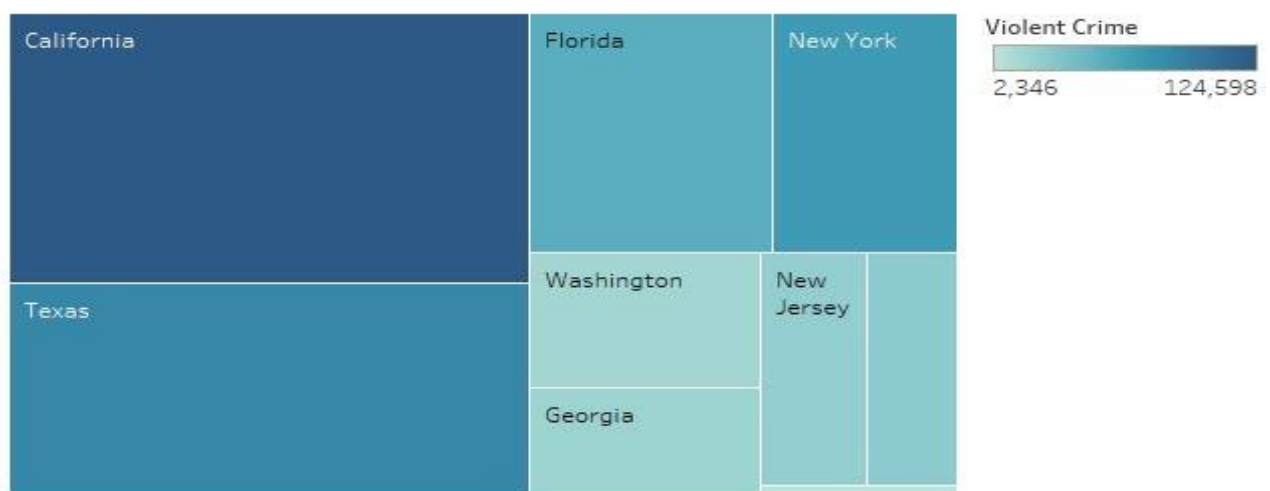 California
Florida
New York
Violent Crime
2,346 124,598
Texas
Washington
New
Jersey
Georgia